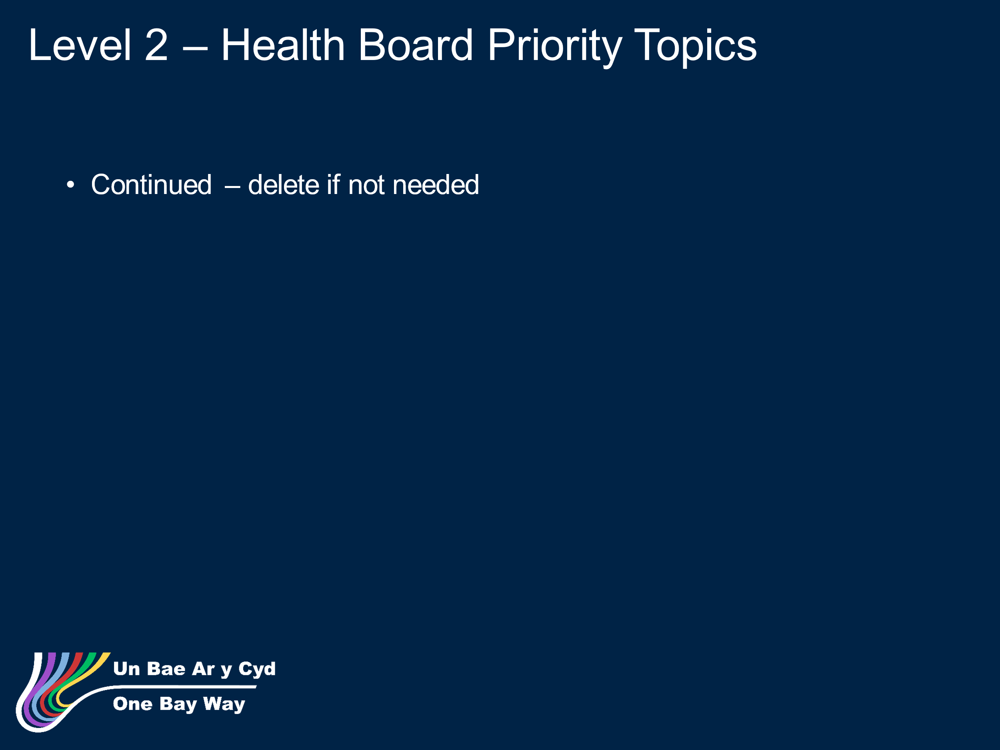 Level 2 – Health Board Priority Topics
• Continued – delete if not needed
Un Bae Ar y Cyd
One Bay Way